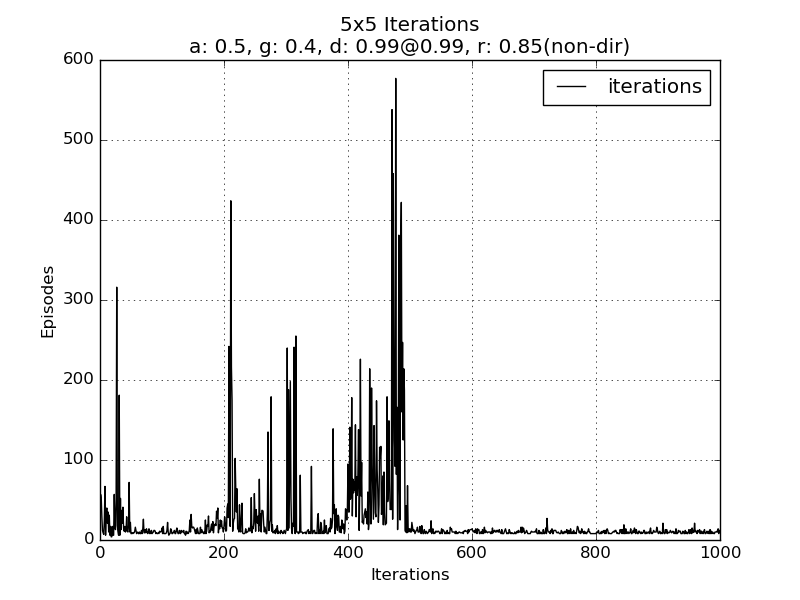 5x5 Iterations
a: 0.5, g: 0.4, d: 0.99@0.99, r: 0.85(non-dir)
iterations
600
500
400
300
200
100
0
Episodes
0 200 400 600 800 1000
Iterations